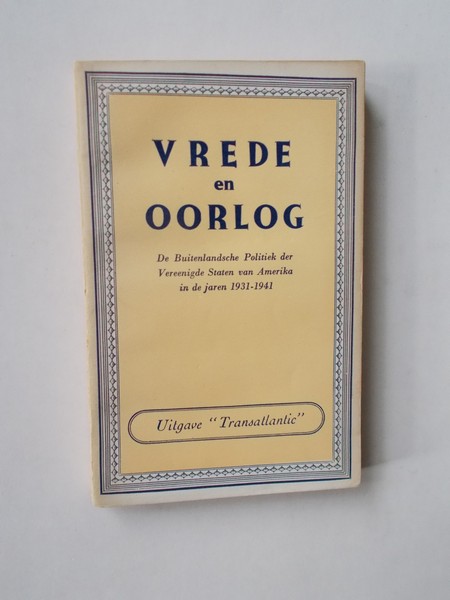 VREDE
en
OORLOG
De Buitenlandsche Politiek der
Vereenigde Staten van Amerika
in de jaren 1931-1941
Uitgave "Transatlantic"